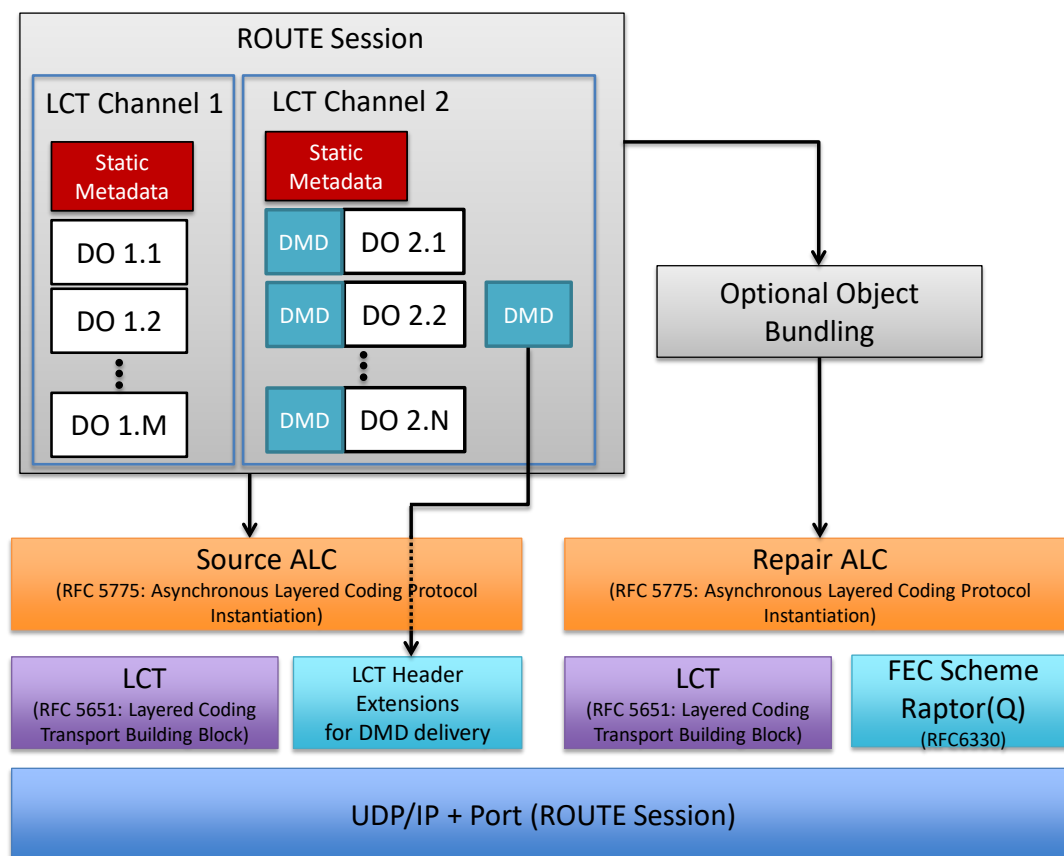 ROUTE Session
LCT Channel 1
LCT Channel 2
Static
Metadata
Static
Metadata
DO 1.1
DMD
DO 2.1
DO 1.2
DMD
DO 2.2
DMD
DO 1.M
DMD
DO 2.N
Optional Object
Bundling
Source ALC
(RFC 5775: Asynchronous Layered Coding Protocol
Instantiation)
Repair ALC
(RFC 5775: Asynchronous Layered Coding Protocol
Instantiation)
LCT
(RFC 5651: Layered Coding
Transport Building Block)
LCT Header
Extensions
for DMD delivery
LCT
(RFC 5651: Layered Coding
Transport Building Block)
FEC Scheme
Raptor(Q)
(RFC6330)
UDP/IP + Port (ROUTE Session)